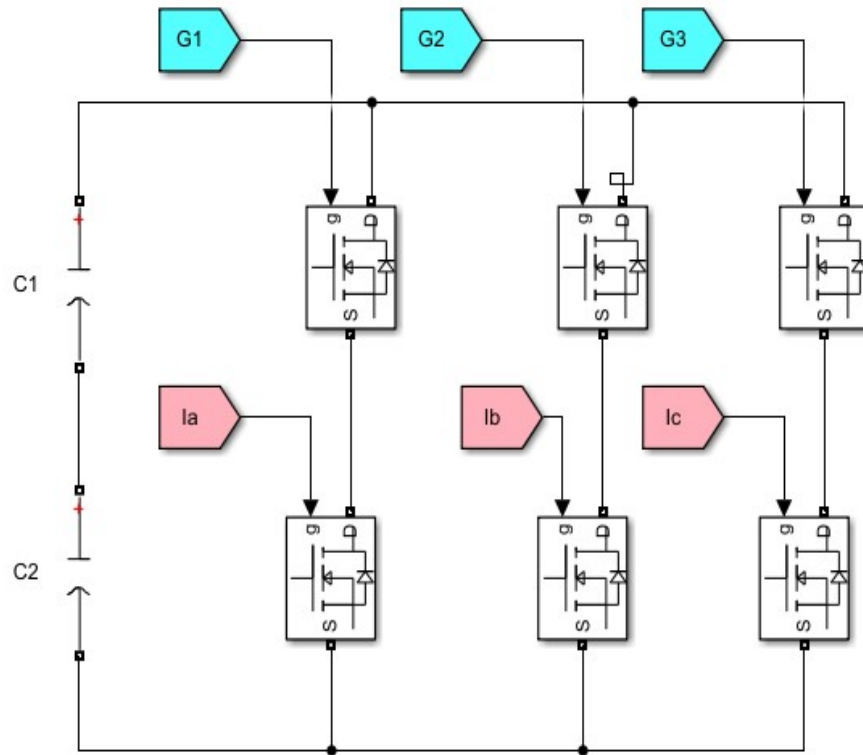 G1 G2 G3
g D g D g D
C1
S S S
Ia Ib Ic
g D g D g D
C2
S S S